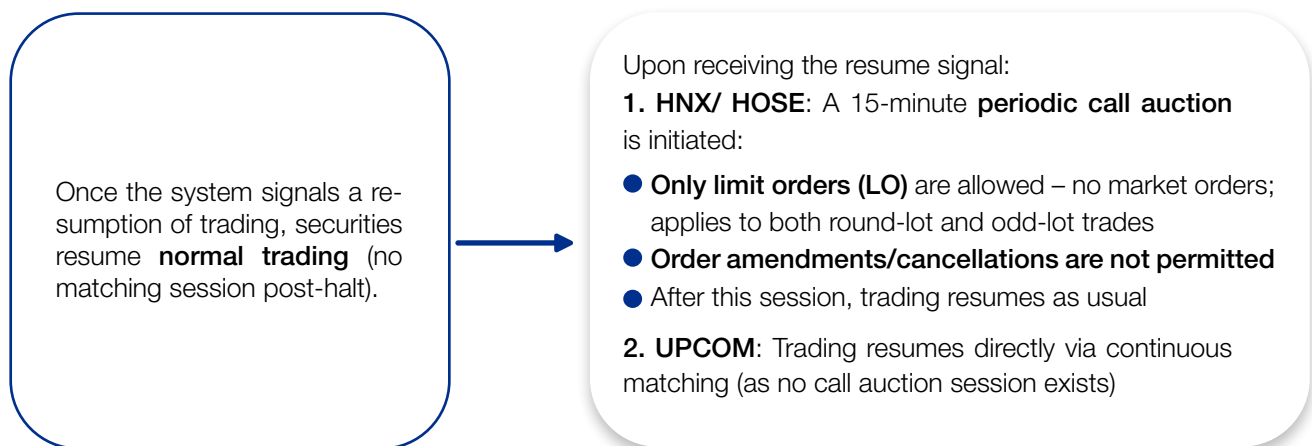 Once the system signals a re-
sumption of trading, securities
resume normal trading (no
matching session post-halt).
Upon receiving the resume signal:
1. HNX/ HOSE: A 15-minute periodic call auction
is initiated:
● Only limit orders (LO) are allowed – no market orders;
applies to both round-lot and odd-lot trades
● Order amendments/cancellations are not permitted
● After this session, trading resumes as usual
2. UPCOM: Trading resumes directly via continuous
matching (as no call auction session exists)